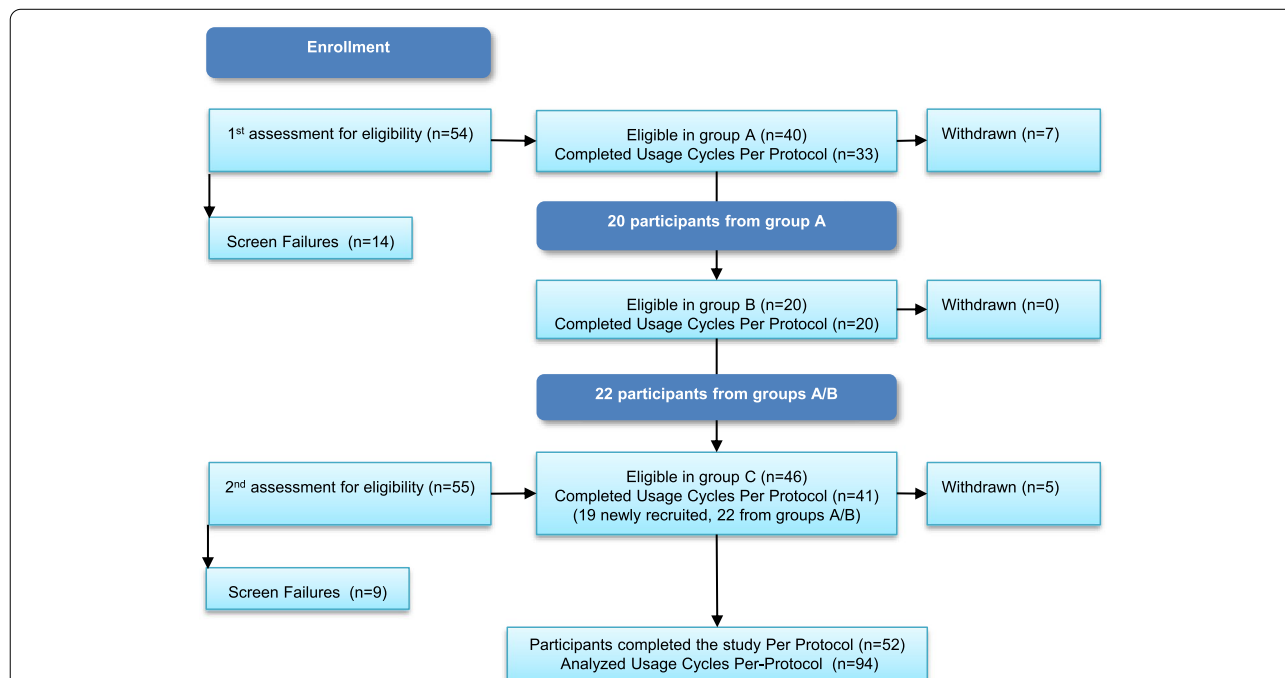 Enrollment
1st assessment for eligibility (n=54)
Eligible in group A (n=40)
Completed Usage Cycles Per Protocol (n=33)
Withdrawn (n=7)
Screen Failures (n=14)
20 participants from group A
Eligible in group B (n=20)
Completed Usage Cycles Per Protocol (n=20)
Withdrawn (n=0)
22 participants from groups A/B
2nd assessment for eligibility (n=55)
Eligible in group C (n=46)
Completed Usage Cycles Per Protocol (n=41)
(19 newly recruited, 22 from groups A/B)
Withdrawn (n=5)
Screen Failures (n=9)
Participants completed the study Per Protocol (n=52)
Analyzed Usage Cycles Per-Protocol (n=94)